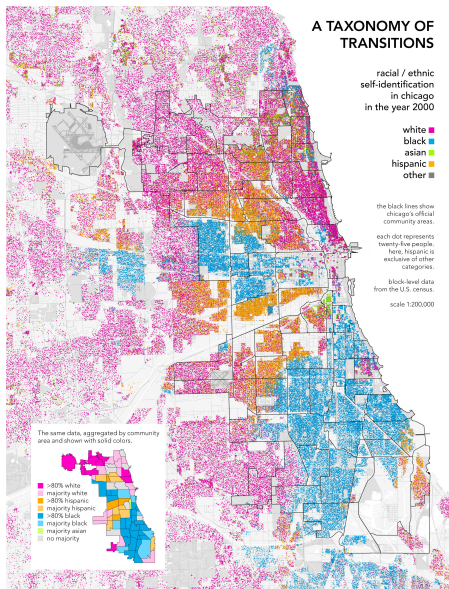 A TAXONOMY OF
TRANSITIONS
racial / ethnic
self-identification
in chicago
in the year 2000
white
black
asian
hispanic
other
the black lines show
chicago's official
community areas.
each dot represents
twenty-five people.
here, hispanic is
exclusive of other
categories.
block-level data
from the U.S. census.
scale 1:200,000
The same data, aggregated by community
area and shown with solid colors.
>80% white
majority white
>80% hispanic
majority hispanic
>80% black
majority black
majority asian
no majority